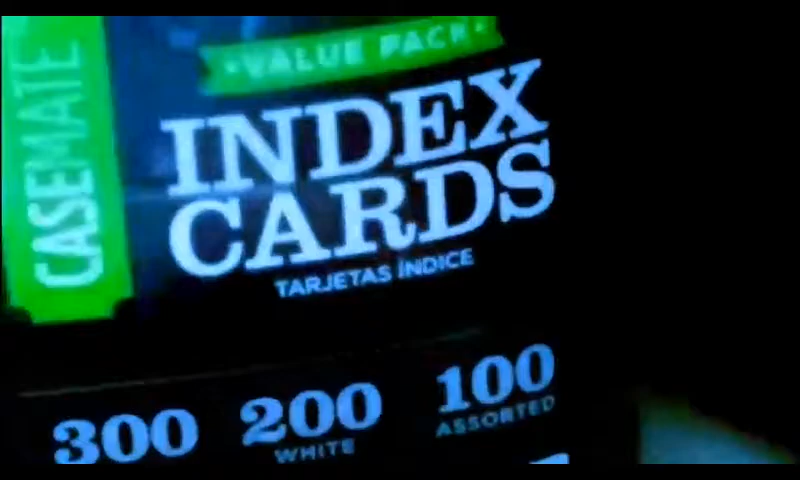 CASEMATE
VALUE PACK
INDEX
CARDS
TARJETAS ÍNDICE
300 200 100
WHITE ASSORTED